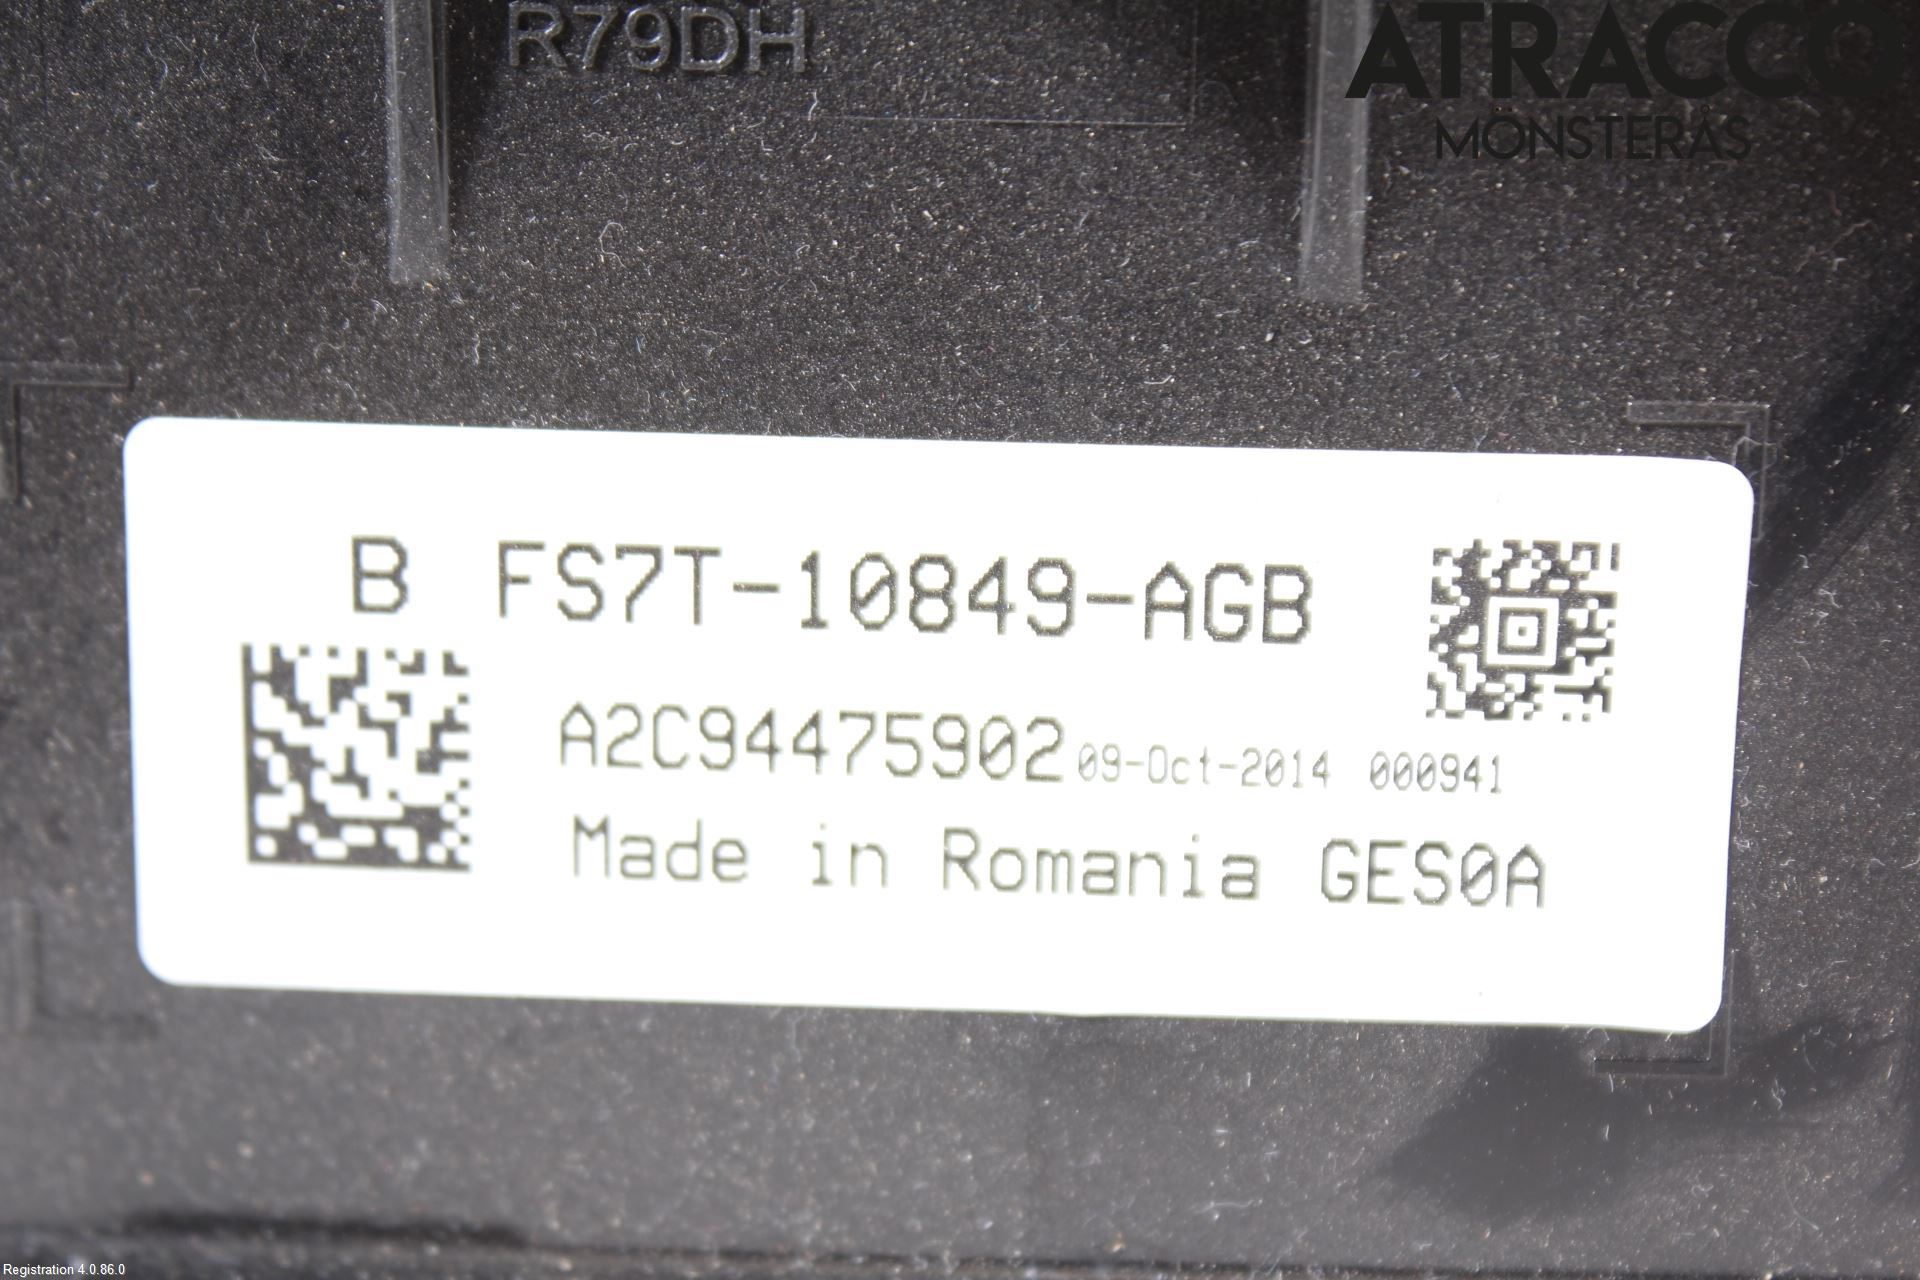 R79DH
ATRACCO
MÖNSTERÅS
B FS7T-10849-AGB
A2C94475902 09-Oct-2014 000941
Made in Romania GES0A
Registration 4.0.86.0